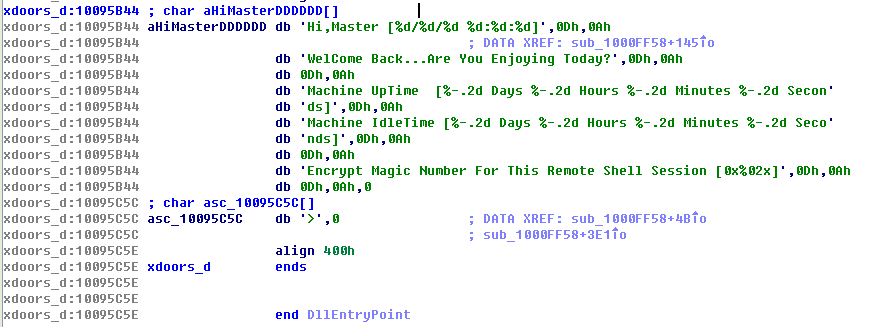 xdoors_d:10095B44 ; char aHiMasterDDDDDD[]
xdoors_d:10095B44 aHiMasterDDDDDD db 'Hi,Master [%d/%d/%d %d:%d:%d]',0Dh,0Ah
xdoors_d:10095B44 ; DATA XREF: sub_1000FF58+145↑o
xdoors_d:10095B44 db 'WelCome Back...Are You Enjoying Today?',0Dh,0Ah
xdoors_d:10095B44 db 0Dh,0Ah
xdoors_d:10095B44 db 'Machine UpTime  [%-.2d Days %-.2d Hours %-.2d Minutes %-.2d Secon'
xdoors_d:10095B44 db 'ds]',0Dh,0Ah
xdoors_d:10095B44 db 'Machine IdleTime [%-.2d Days %-.2d Hours %-.2d Minutes %-.2d Seco'
xdoors_d:10095B44 db 'nds]',0Dh,0Ah
xdoors_d:10095B44 db 0Dh,0Ah
xdoors_d:10095B44 db 'Encrypt Magic Number For This Remote Shell Session [0x%02x]',0Dh,0Ah
xdoors_d:10095B44 db 0Dh,0Ah,0
xdoors_d:10095C5C ; char asc_10095C5C[]
xdoors_d:10095C5C asc_10095C5C db '>',0 ; DATA XREF: sub_1000FF58+4B↑o
xdoors_d:10095C5C ; sub_1000FF58+3E1↑o
xdoors_d:10095C5E align 400h
xdoors_d:10095C5E xdoors_d ends
xdoors_d:10095C5E
xdoors_d:10095C5E
xdoors_d:10095C5E end DllEntryPoint